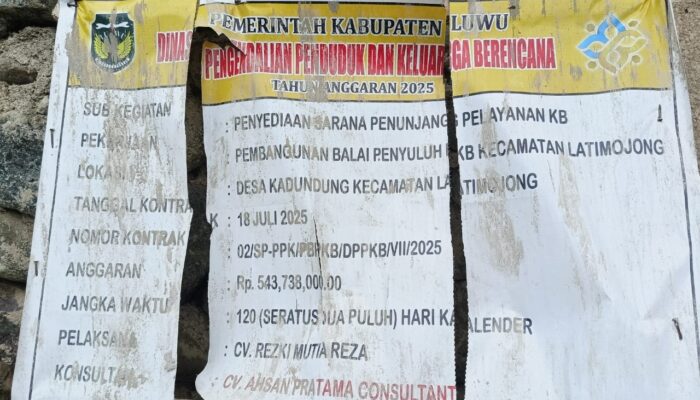 PEMERINTAH KABUPATEN LUWU
DINAS PENGENDALIAN PENDUDUK DAN KELUARGA BERENCANA
TAHUN ANGGARAN 2025
SUB KEGIATAN : PENYEDIAAN SARANA PENUNJANG PELAYANAN KB
PEKERJAAN : PEMBANGUNAN BALAI PENYULUH KB KECAMATAN LATIMOJONG
LOKASI : DESA KADUNDUNG KECAMATAN LATIMOJONG
TANGGAL KONTRAK : 18 JULI 2025
NOMOR KONTRAK : 02/SP-PPK/PBPKB/DPPKB/VII/2025
ANGGARAN : Rp. 543,738,000.00
JANGKA WAKTU : 120 (SERATUS DUA PULUH) HARI KALENDER
PELAKSANA : CV. REZKI MUTIA REZA
KONSULTAN : CV. AHSAN PRATAMA CONSULTANT